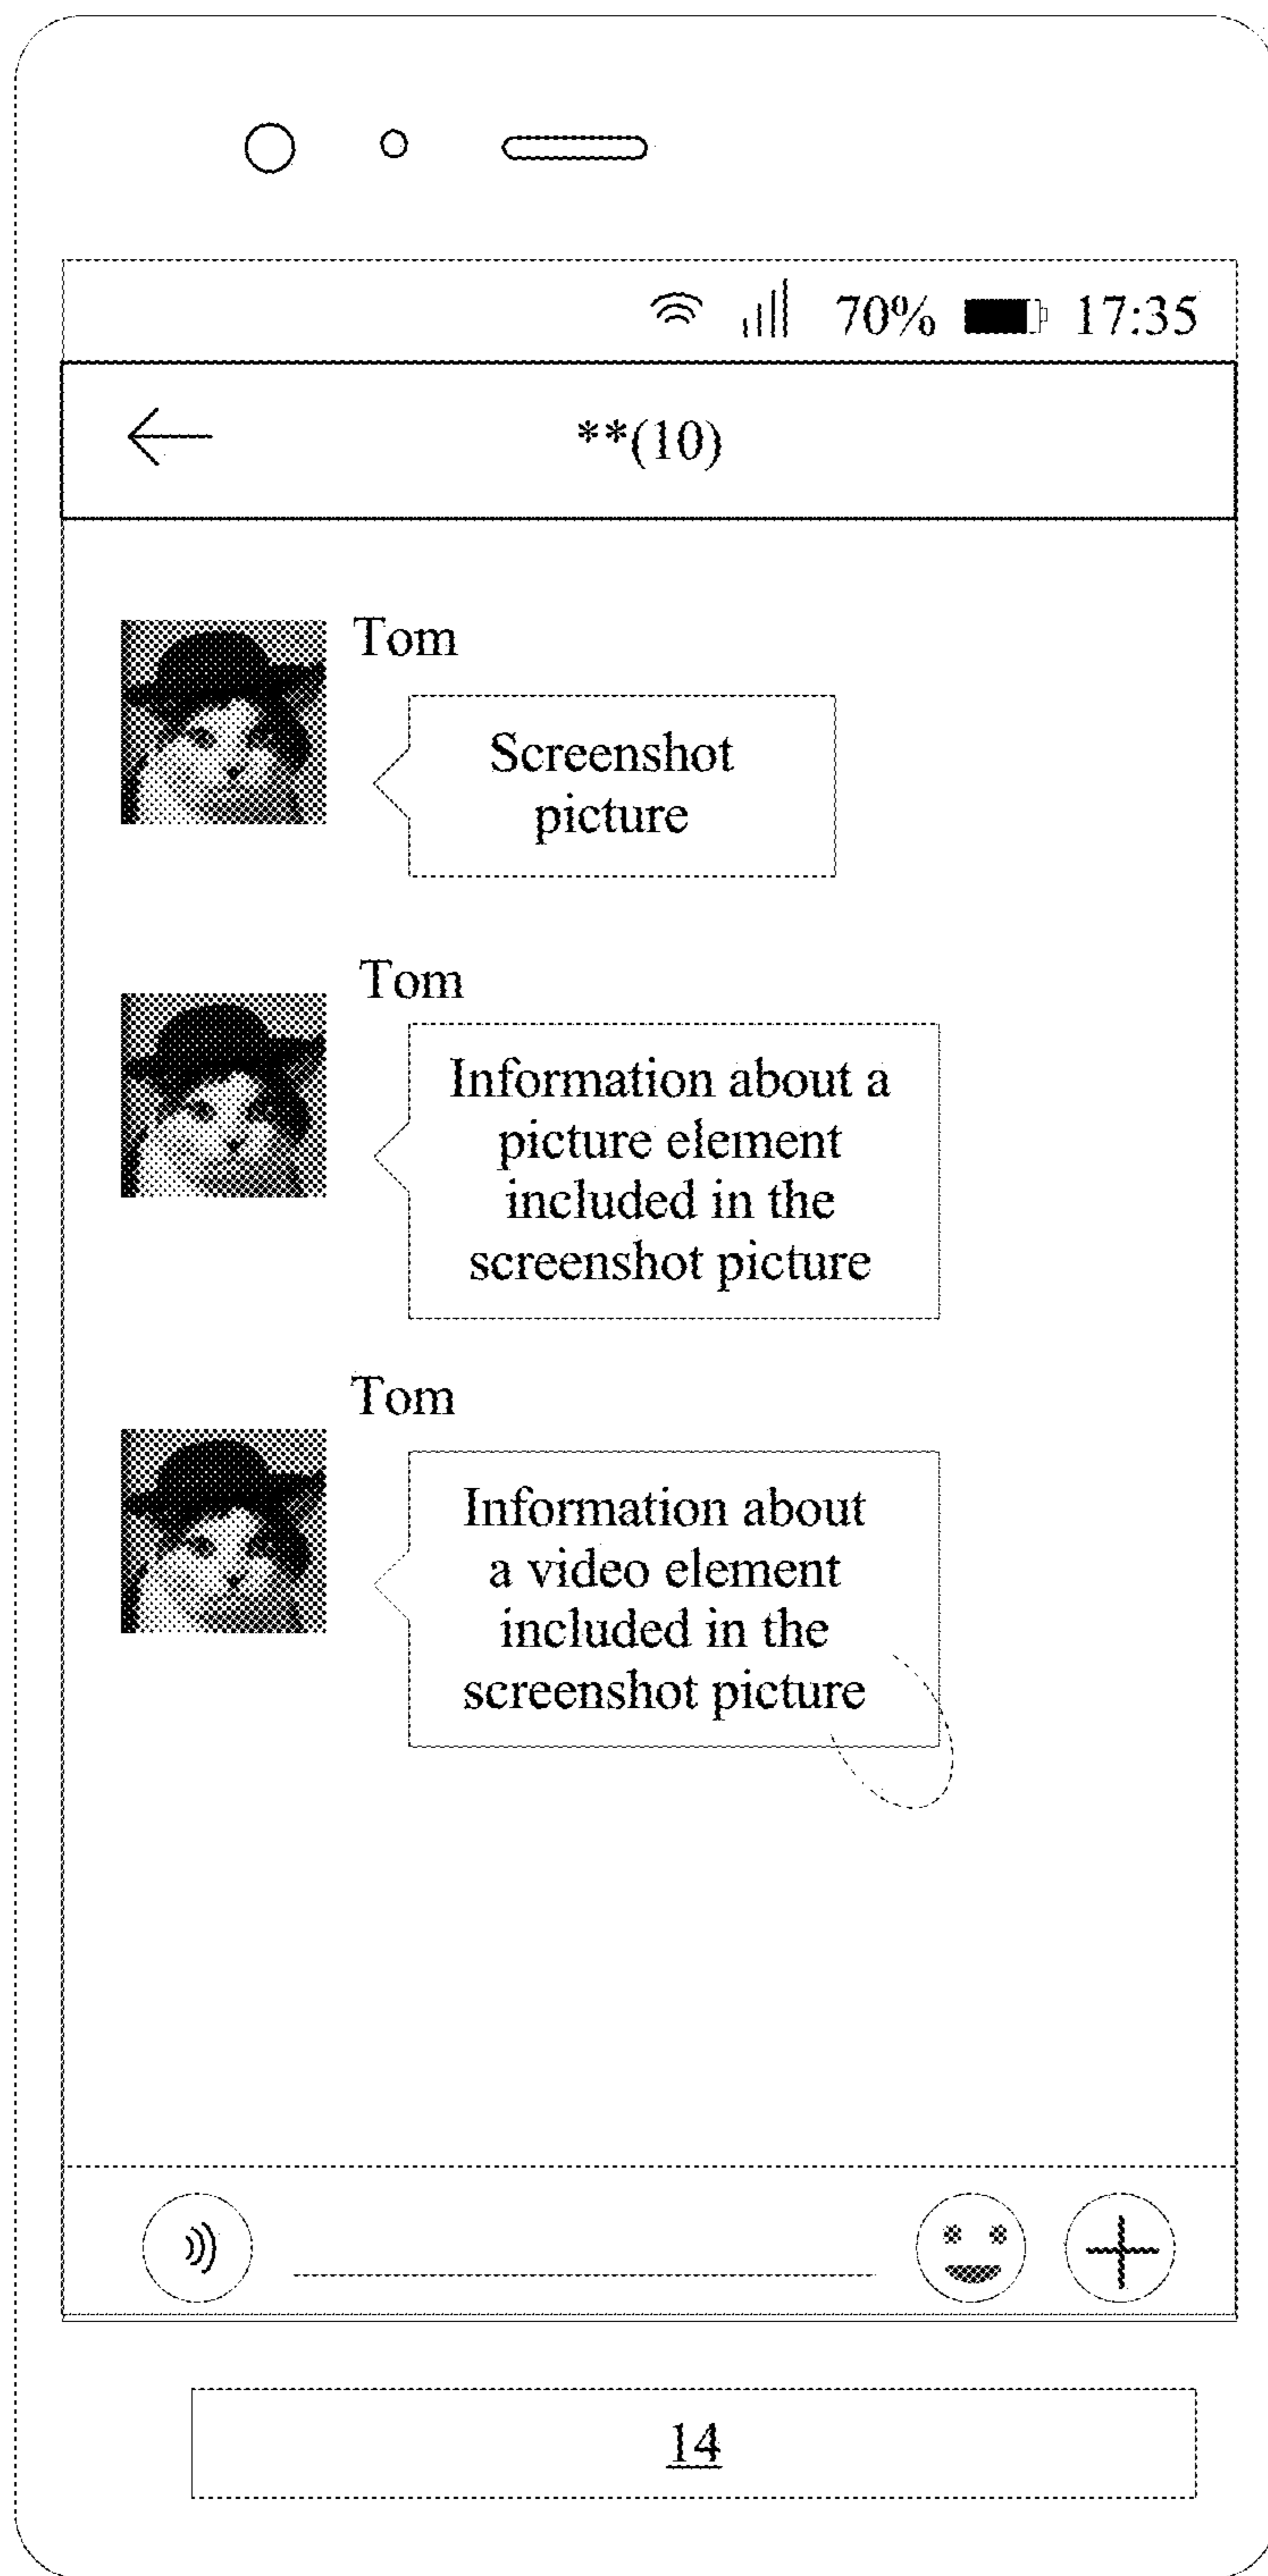 70% 17:35
**(10)
Tom
Screenshot
picture
Tom
Information about a
picture element
included in the
screenshot picture
Tom
Information about
a video element
included in the
screenshot picture
14